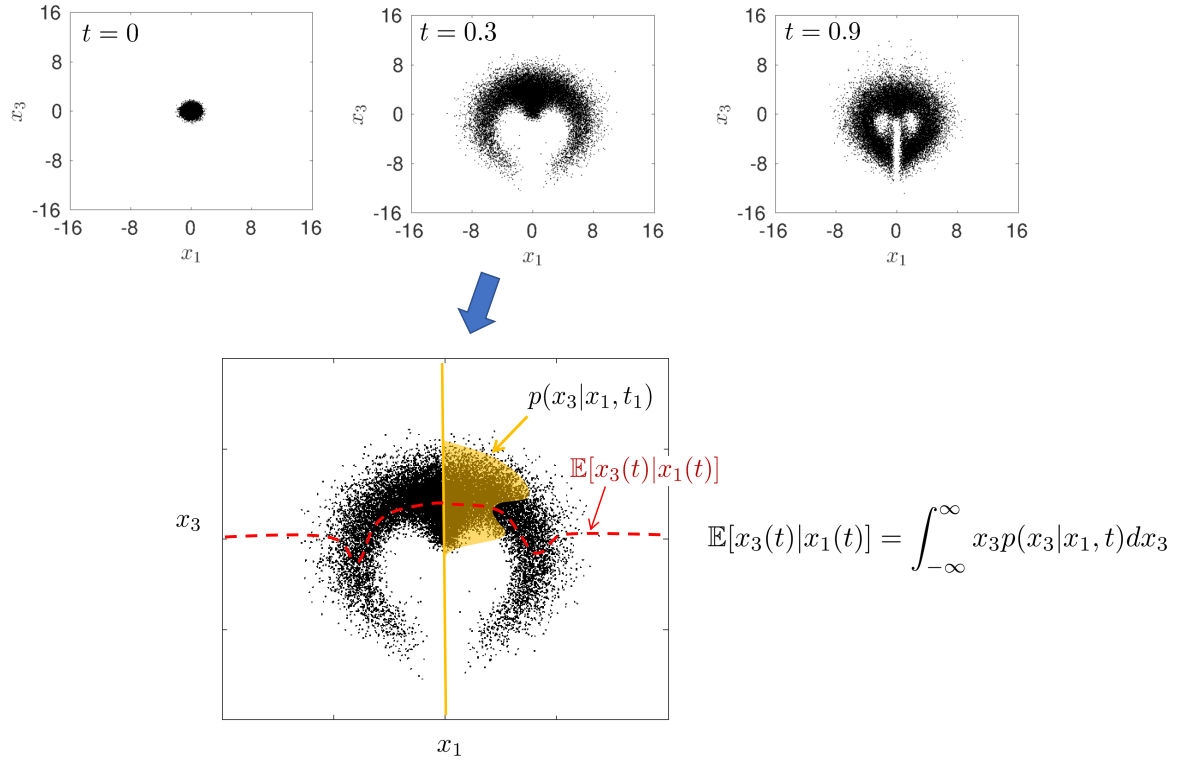 t = 0
16
8
0
-8
-16
x₃
-16 -8 0 8 16
x₁
t = 0.3
16
8
0
-8
-16
x₃
-16 -8 0 8 16
x₁
t = 0.9
16
8
0
-8
-16
x₃
-16 -8 0 8 16
x₁
p(x₃|x₁, t₁)
𝔼[x₃(t)|x₁(t)]
x₃
x₁
𝔼[x₃(t)|x₁(t)] = ∫_{-∞}^{∞} x₃p(x₃|x₁, t)dx₃